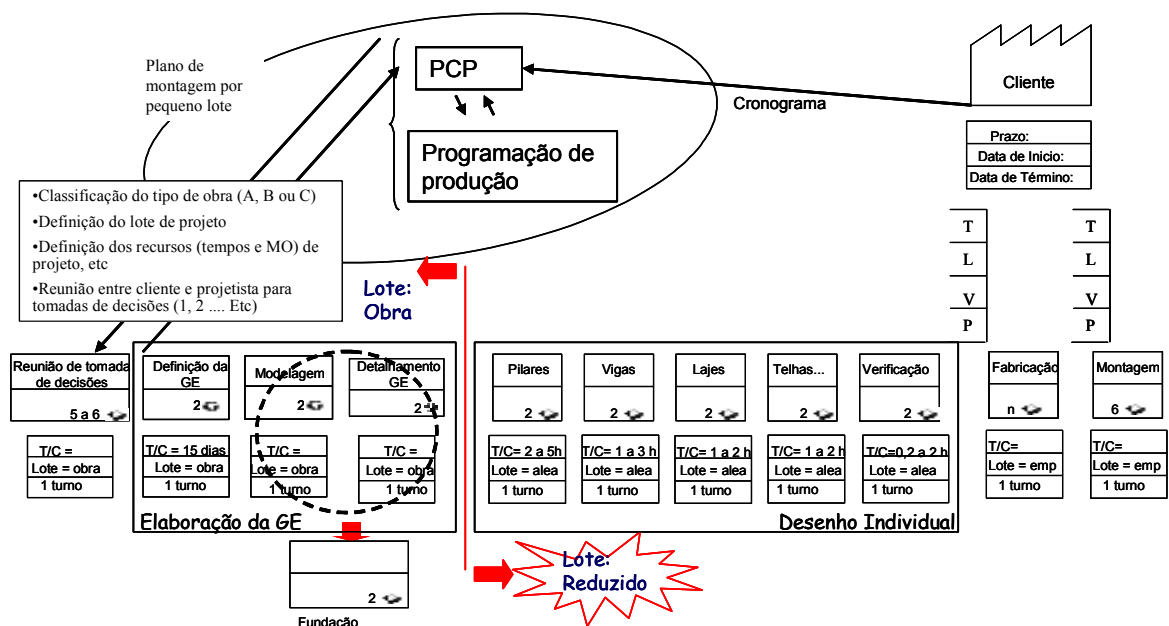 Plano de
montagem por
pequeno lote
PCP
Programação de
produção
Cronograma
Cliente
Prazo:
Data de Inicio:
Data de Término:
•Classificação do tipo de obra (A, B ou C)
•Definição do lote de projeto
•Definição dos recursos (tempos e MO) de
projeto, etc
•Reunião entre cliente e projetista para
tomadas de decisões (1, 2 .... Etc)
T
L
V
P
T
L
V
P
Lote:
Obra
Reunião de tomada
de decisões
5 a 6
T/C =
Lote = obra
1 turno
Definição da
GE
2
T/C = 15 dias
Lote = obra
1 turno
Modelagem
2
T/C =
Lote = obra
1 turno
Detalhamento
GE
2
T/C =
Lote = obra
1 turno
Elaboração da GE
Pilares
2
T/C= 2 a 5h
Lote = alea
1 turno
Vigas
2
T/C= 1 a 3 h
Lote = alea
1 turno
Lajes
2
T/C= 1 a 2 h
Lote = alea
1 turno
Telhas...
2
T/C= 1 a 2 h
Lote = alea
1 turno
Verificação
2
T/C=0,2 a 2 h
Lote = alea
1 turno
Desenho Individual
Fabricação
n
T/C=
Lote = emp
1 turno
Montagem
6
T/C=
Lote = emp
1 turno
2
Fundação
Lote:
Reduzido